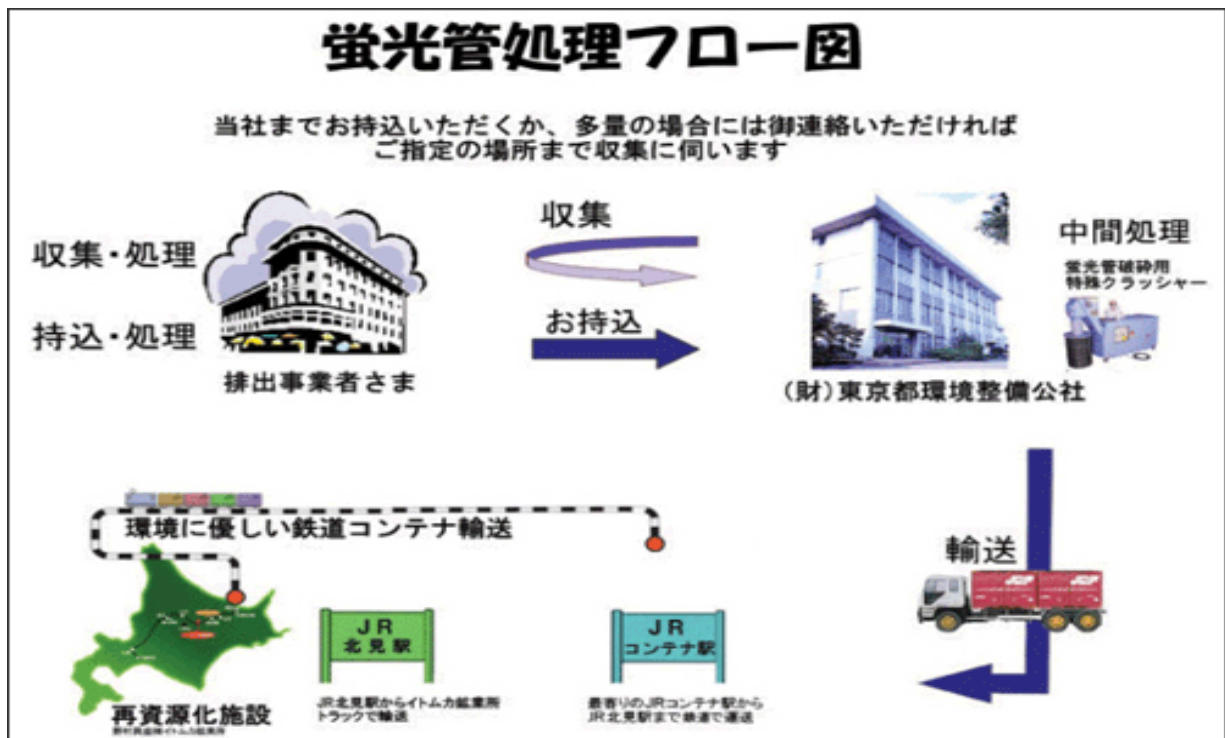 蛍光管処理フロー図
当社までお持込いただくか、多量の場合には御連絡いただければ
ご指定の場所まで収集に伺います
収集・処理
持込・処理
排出事業者さま
収集
お持込
(財)東京都環境整備公社
中間処理
蛍光管破砕用
特殊クラッシャー
輸送
環境に優しい鉄道コンテナ輸送
再資源化施設
JR
北見駅
JR北見駅からイトムカ鉱業所
トラックで輸送
JR
コンテナ駅
最寄りのJRコンテナ駅から
JR北見駅まで鉄道で運送